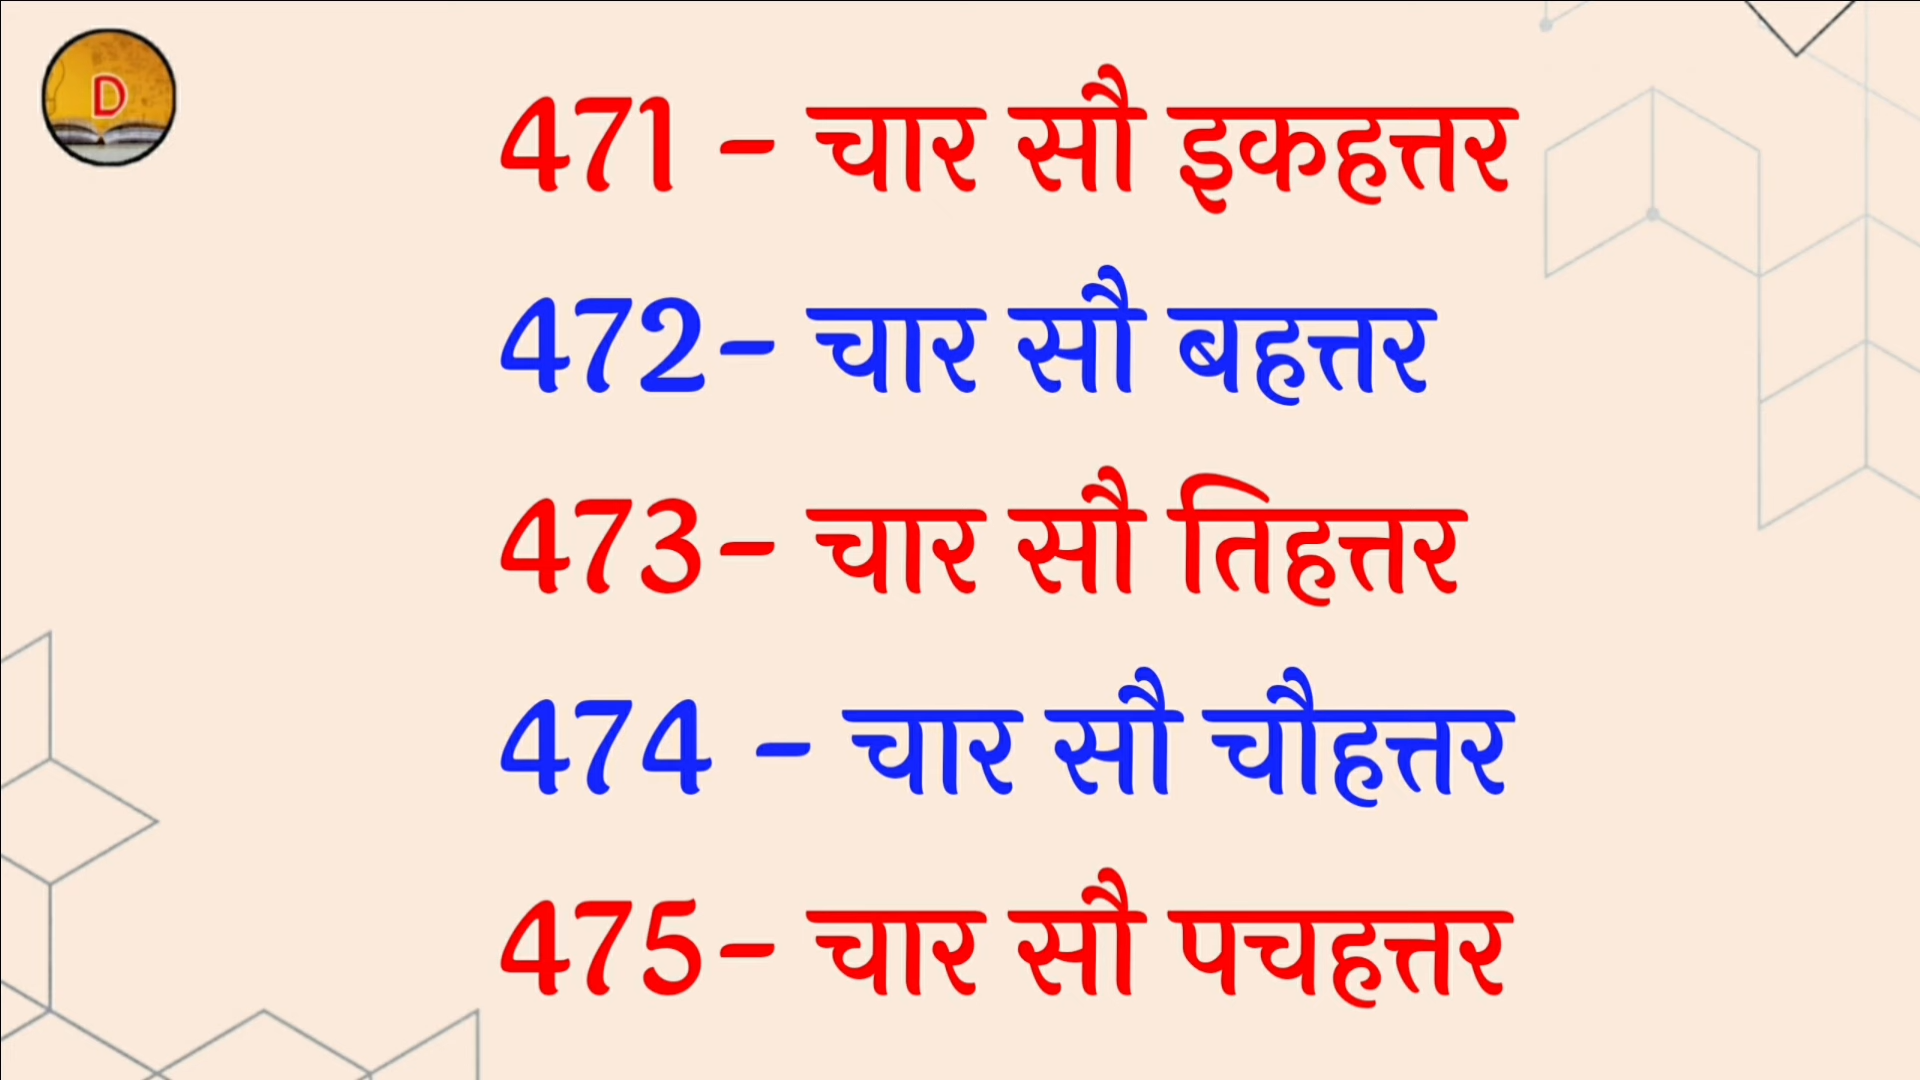 D
471 - चार सौ इकहत्तर
472- चार सौ बहत्तर
473- चार सौ तिहत्तर
474 - चार सौ चौहत्तर
475- चार सौ पचहत्तर